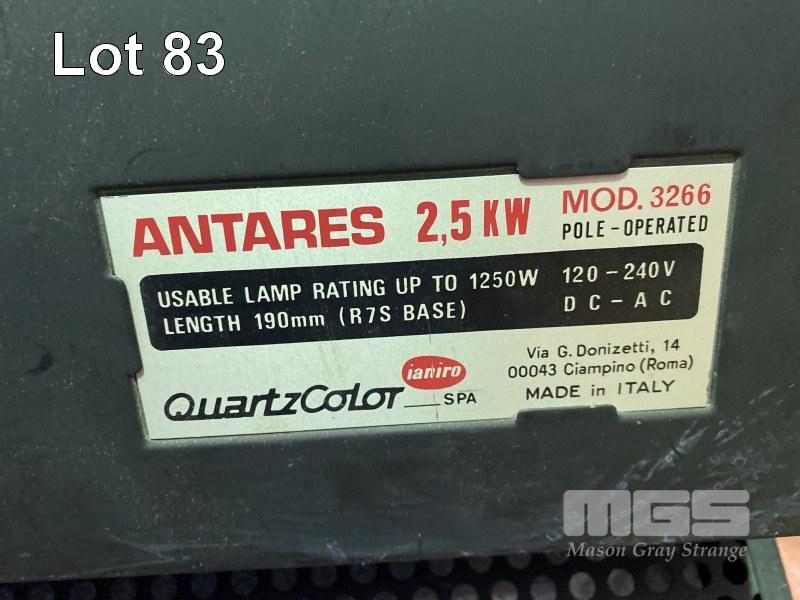 Lot 83
ANTARES 2,5 KW MOD. 3266
POLE-OPERATED
USABLE LAMP RATING UP TO 1250W 120-240V
LENGTH 190mm (R7S BASE) DC-AC
ianiro
QuartzColor SPA
Via G. Donizetti, 14
00043 Ciampino (Roma)
MADE in ITALY
MGS
Mason Gray Strange